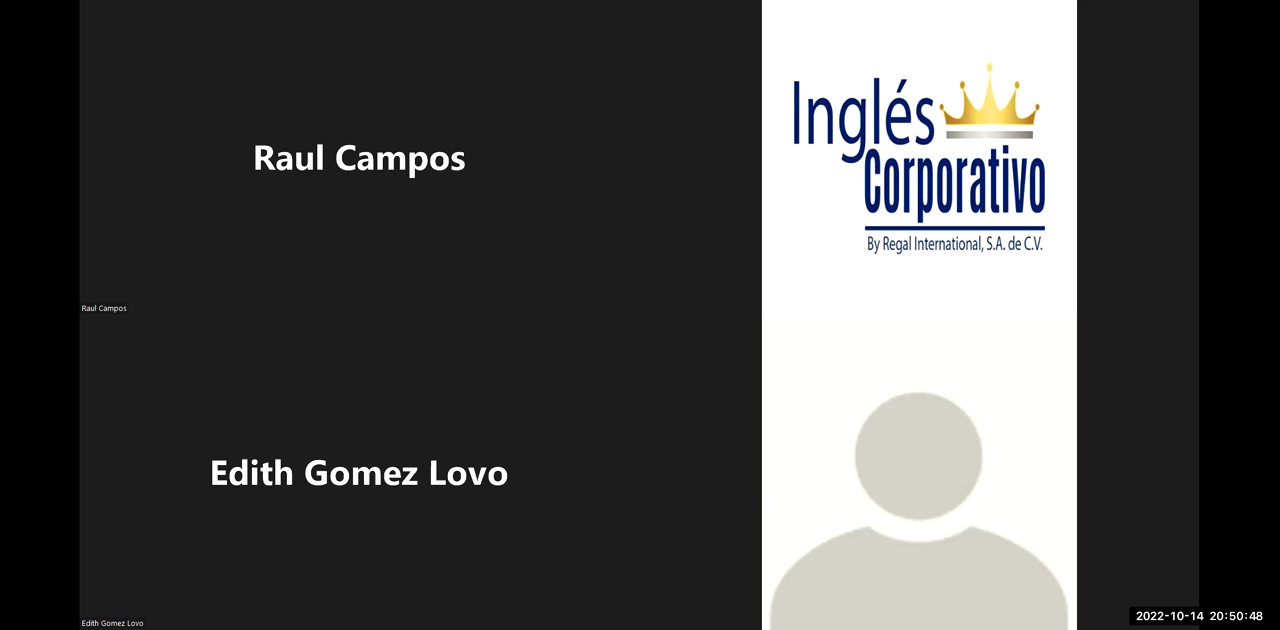 Raul Campos
Inglés
Corporativo
By Regal International, S.A. de C.V.
Raul Campos
Edith Gomez Lovo
Edith Gomez Lovo
2022-10-14 20:50:48